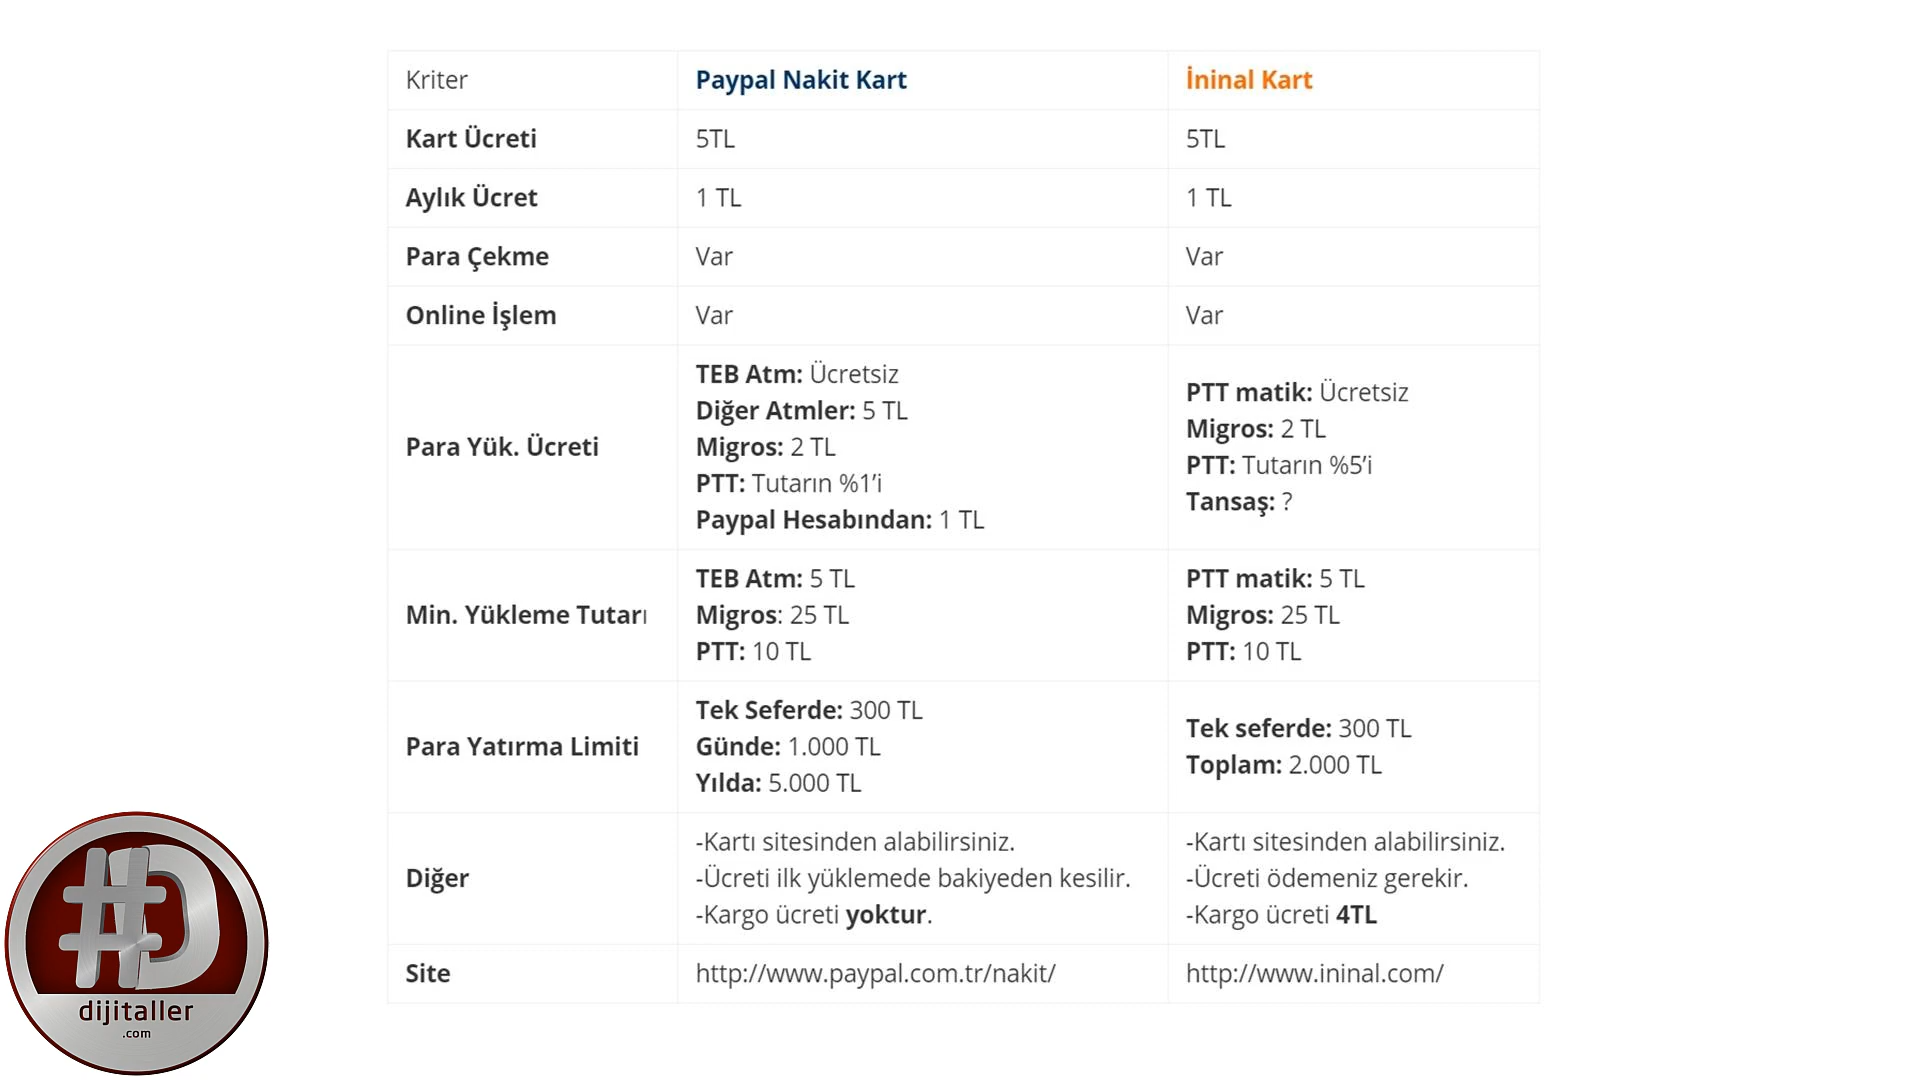 Kriter Paypal Nakit Kart İninal Kart
Kart Ücreti 5TL 5TL
Aylık Ücret 1 TL 1 TL
Para Çekme Var Var
Online İşlem Var Var
Para Yük. Ücreti
TEB Atm: Ücretsiz
Diğer Atmler: 5 TL
Migros: 2 TL
PTT: Tutarın %1’i
Paypal Hesabından: 1 TL
PTT matik: Ücretsiz
Migros: 2 TL
PTT: Tutarın %5’i
Tansaş: ?
Min. Yükleme Tutarı
TEB Atm: 5 TL
Migros: 25 TL
PTT: 10 TL
PTT matik: 5 TL
Migros: 25 TL
PTT: 10 TL
Para Yatırma Limiti
Tek Seferde: 300 TL
Günde: 1.000 TL
Yılda: 5.000 TL
Tek seferde: 300 TL
Toplam: 2.000 TL
Diğer
-Kartı sitesinden alabilirsiniz.
-Ücreti ilk yüklemede bakiyeden kesilir.
-Kargo ücreti yoktur.
-Kartı sitesinden alabilirsiniz.
-Ücreti ödemeniz gerekir.
-Kargo ücreti 4TL
Site http://www.paypal.com.tr/nakit/ http://www.ininal.com/
#D
dijitaller
.com